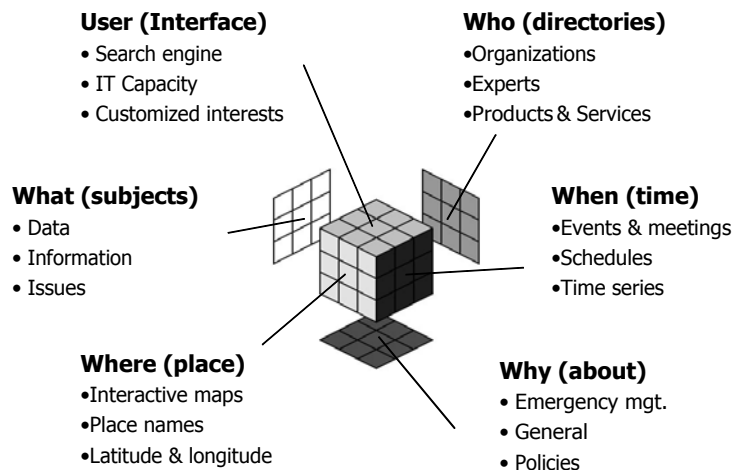 User (Interface)
• Search engine
• IT Capacity
• Customized interests
Who (directories)
•Organizations
•Experts
•Products & Services
What (subjects)
• Data
• Information
• Issues
When (time)
•Events & meetings
•Schedules
•Time series
Where (place)
•Interactive maps
•Place names
•Latitude & longitude
Why (about)
• Emergency mgt.
• General
• Policies